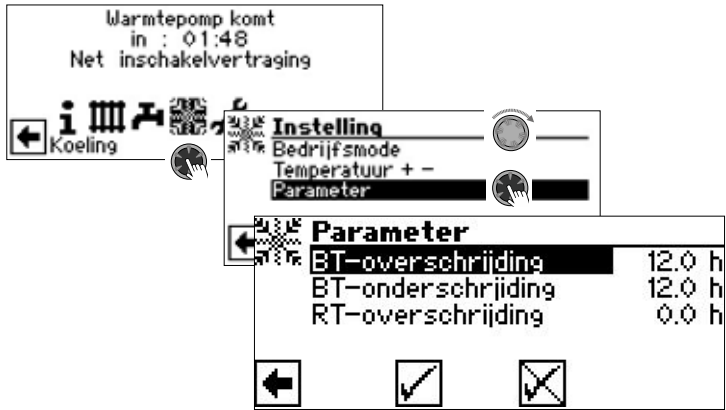 Warmtepomp komt
in : 01:48
Net inschakelvertraging
Koeling
Instelling
Bedrijfsmode
Temperatuur + −
Parameter
Parameter
BT-overschrijding 12.0 h
BT-onderschrijding 12.0 h
RT-overschrijding 0.0 h